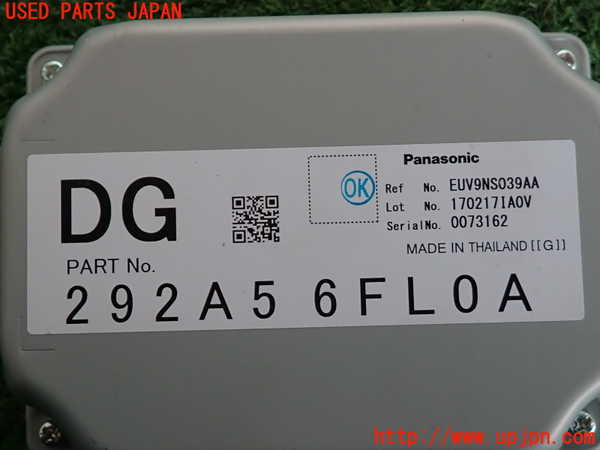 USED PARTS JAPAN
DG
OK
Panasonic
Ref No. EUV9NS039AA
Lot No. 170217IA0V
SerialNo. 0073162
MADE IN THAILAND [[G]]
PART No.
292A5 6FL0A
http://www.upjpn.com/